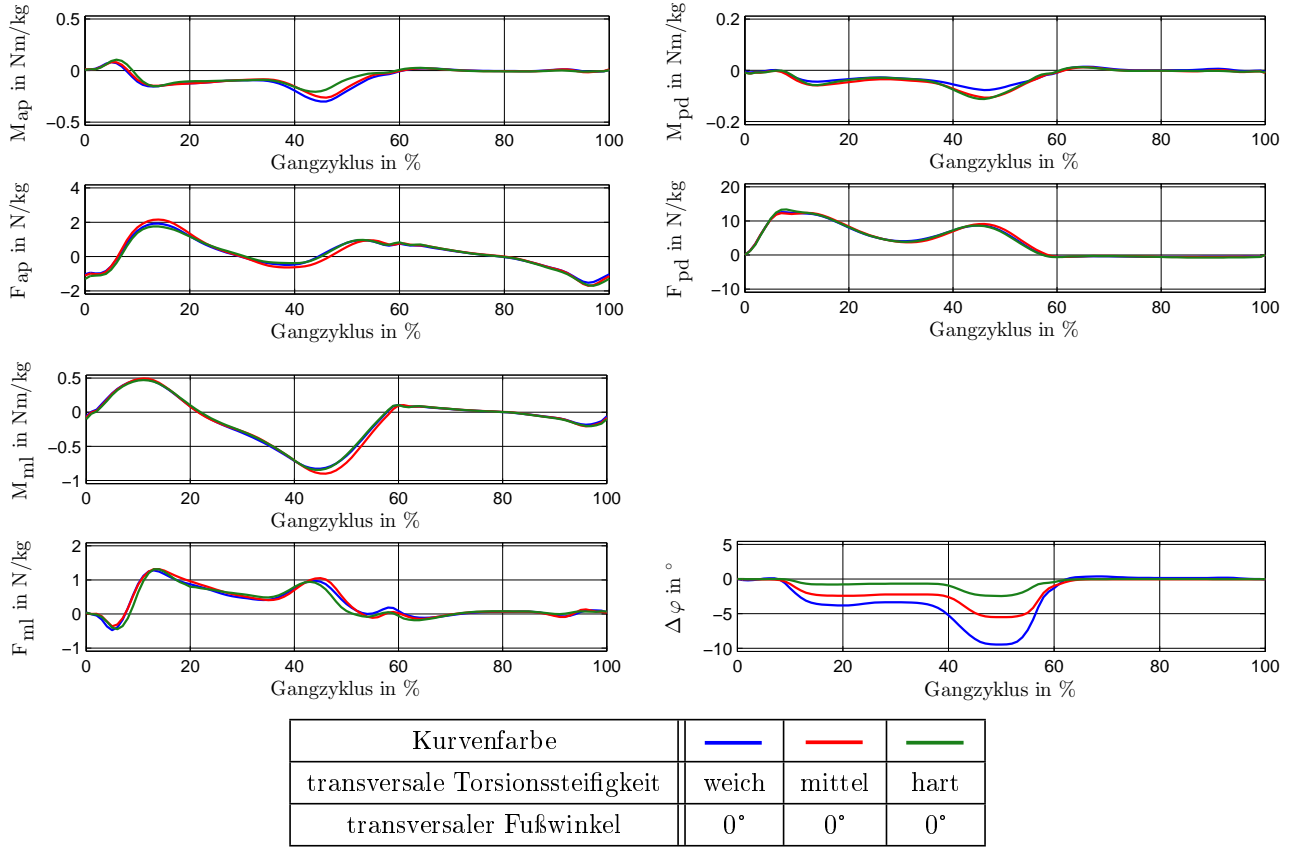 M_ap in Nm/kg
0.5
0
−0.5
0 20 40 60 80 100
Gangzyklus in %
M_pd in Nm/kg
0.2
0
−0.2
0 20 40 60 80 100
Gangzyklus in %
F_ap in N/kg
4
2
0
−2
0 20 40 60 80 100
Gangzyklus in %
F_pd in N/kg
20
10
0
−10
0 20 40 60 80 100
Gangzyklus in %
M_ml in Nm/kg
0.5
0
−0.5
−1
0 20 40 60 80 100
Gangzyklus in %
F_ml in N/kg
2
1
0
−1
0 20 40 60 80 100
Gangzyklus in %
Δφ in °
5
0
−5
−10
0 20 40 60 80 100
Gangzyklus in %
Kurvenfarbe
transversale Torsionssteifigkeit weich mittel hart
transversaler Fußwinkel 0° 0° 0°